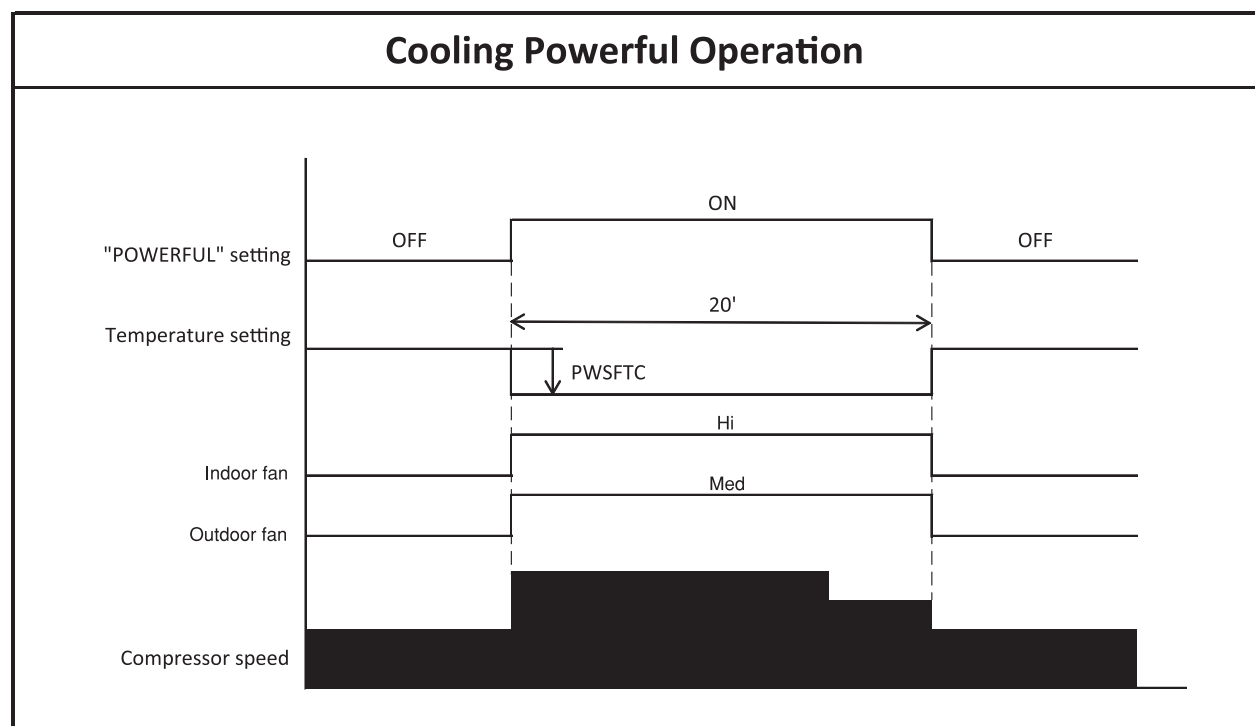 Cooling Powerful Operation
ON
OFF
OFF
"POWERFUL" setting
20'
Temperature setting
PWSFTC
Hi
Indoor fan
Med
Outdoor fan
Compressor speed